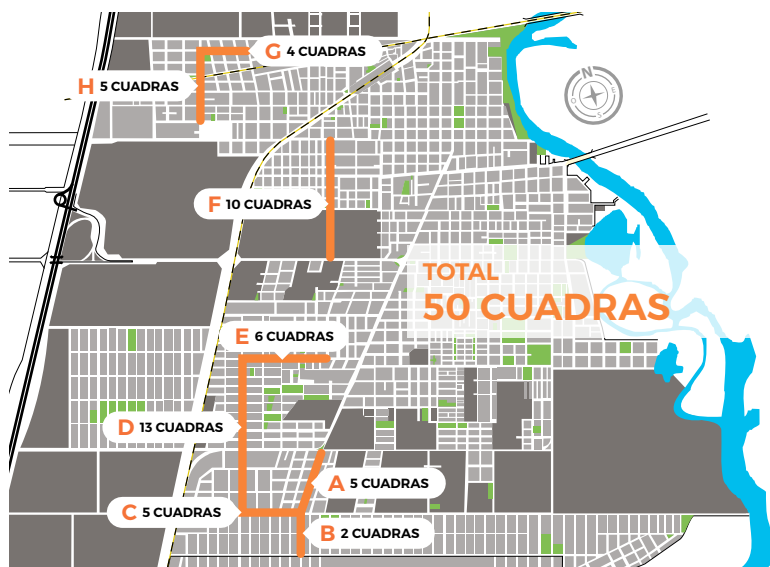 G 4 CUADRAS
H 5 CUADRAS
N
E
O
S
F 10 CUADRAS
TOTAL
50 CUADRAS
E 6 CUADRAS
D 13 CUADRAS
A 5 CUADRAS
C 5 CUADRAS
B 2 CUADRAS